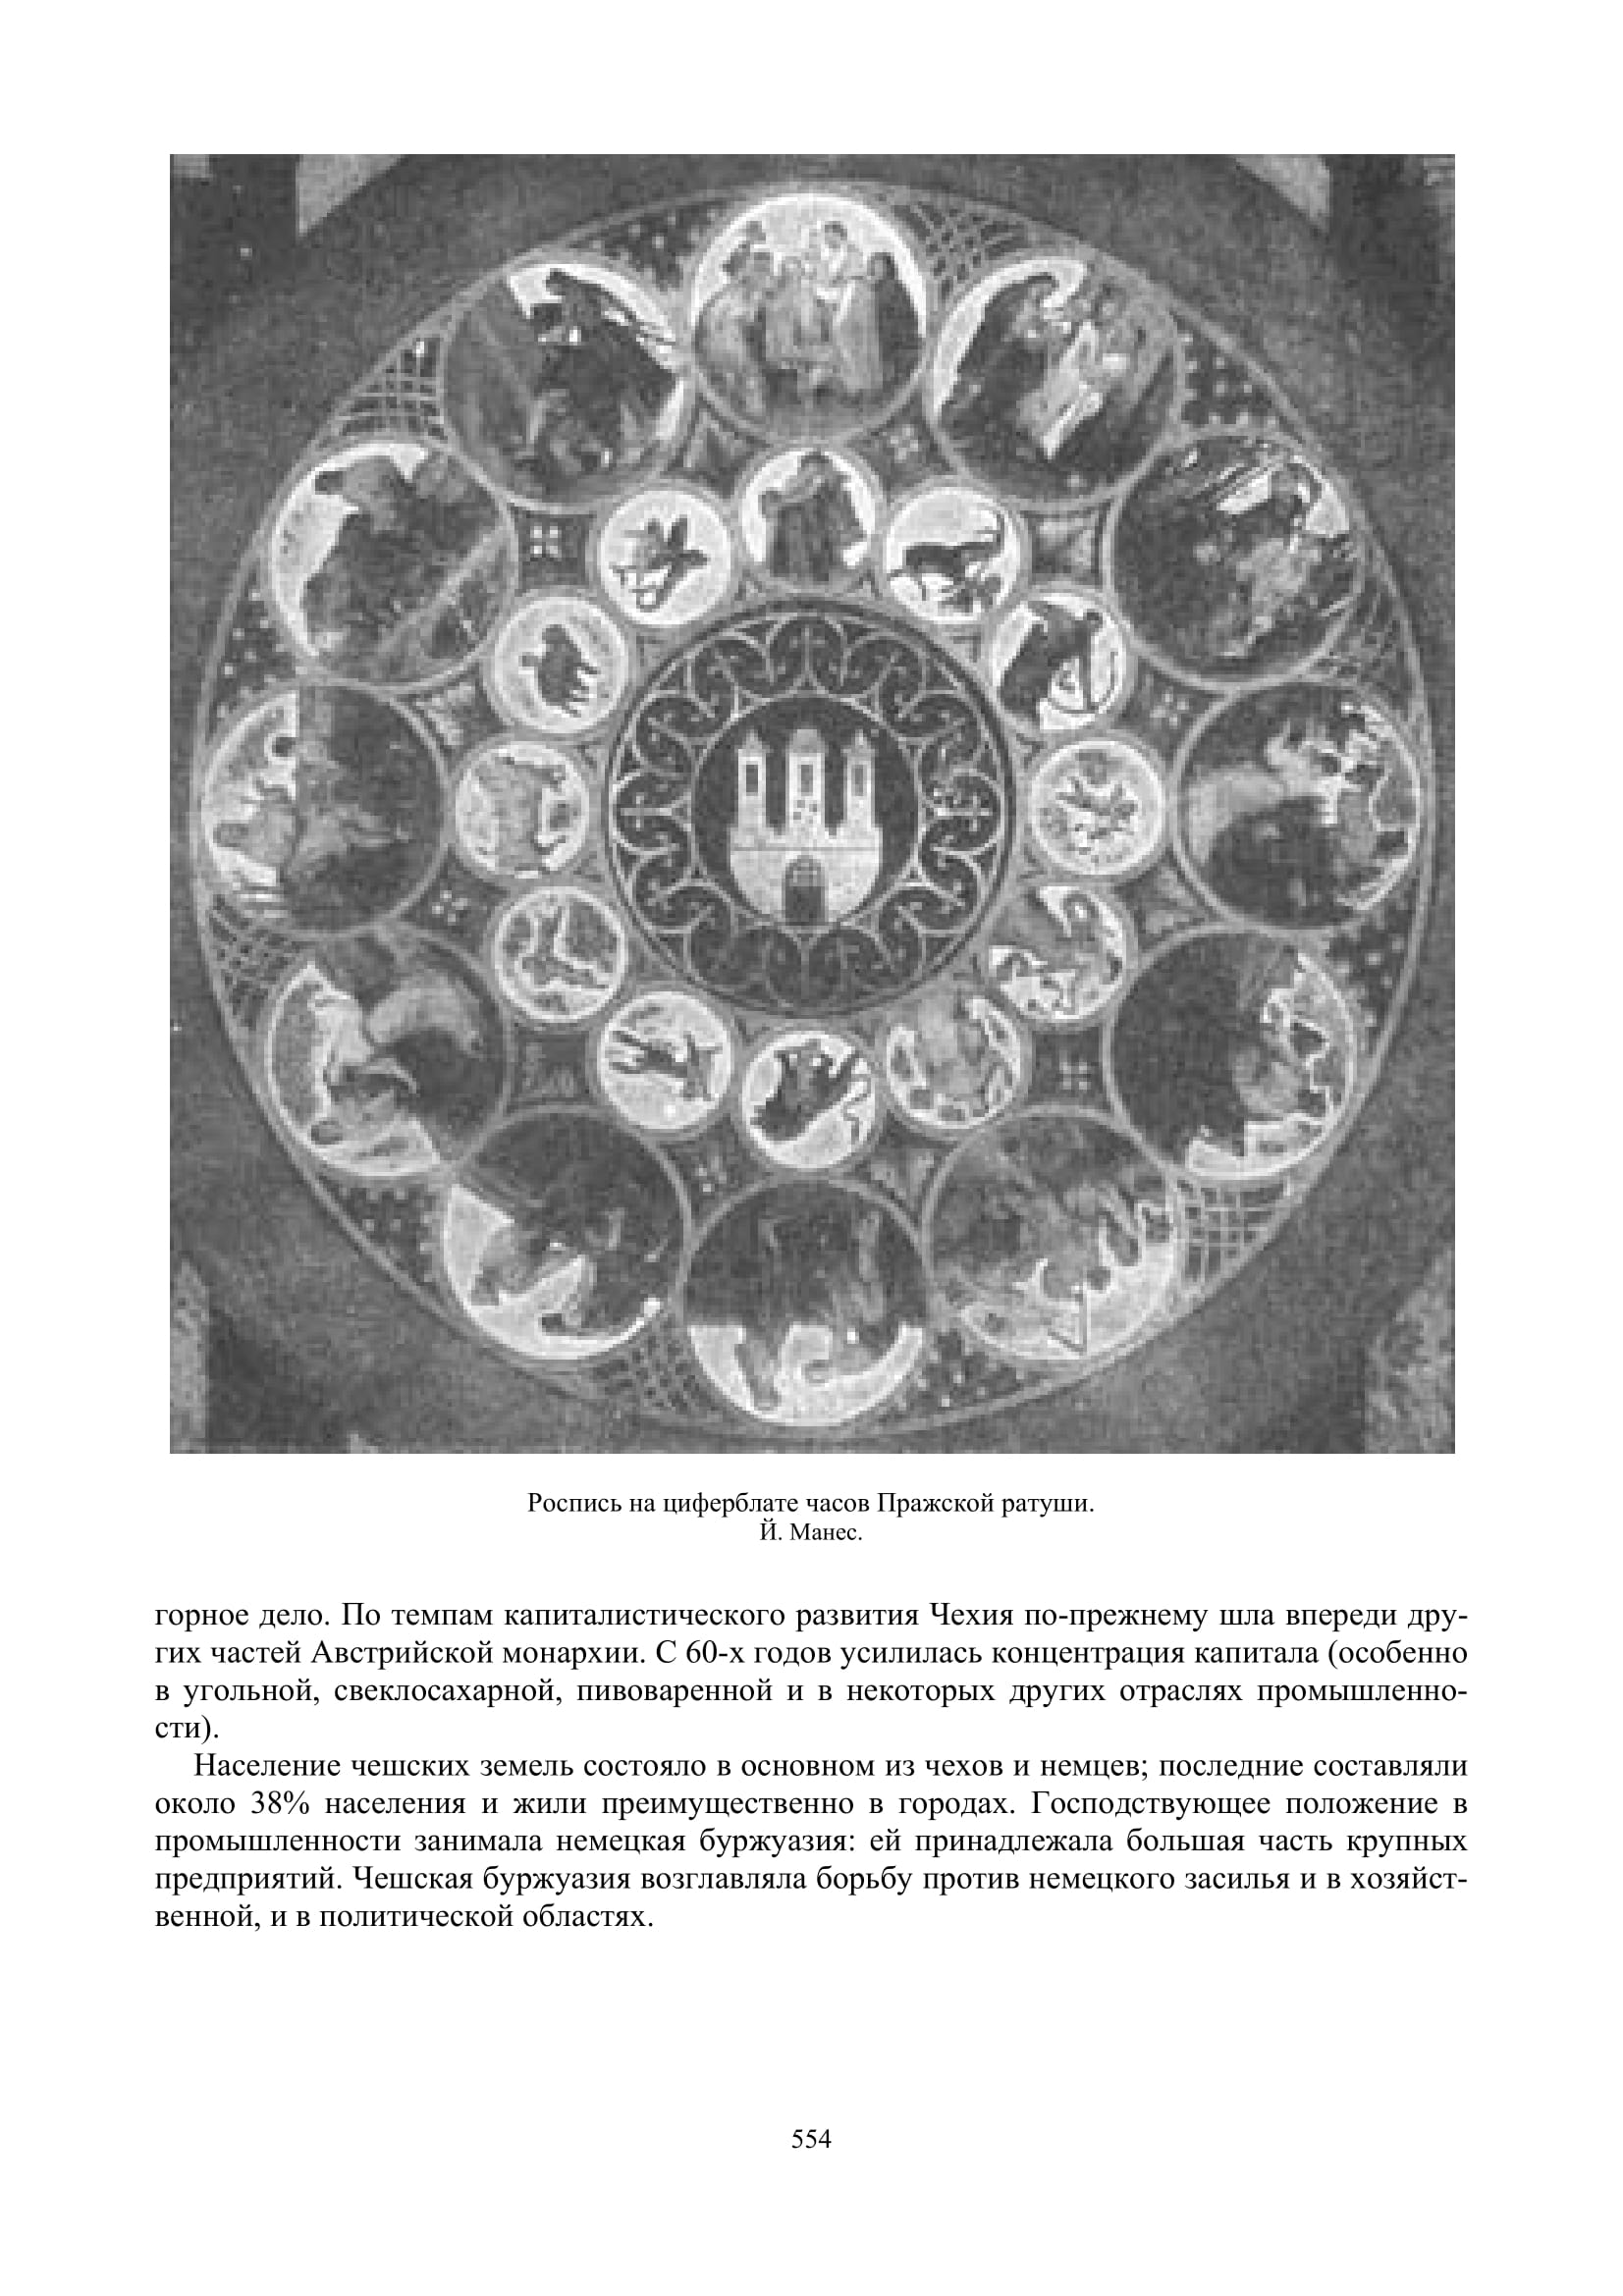 Роспись на циферблате часов Пражской ратуши.
Й. Манес.
горное дело. По темпам капиталистического развития Чехия по-прежнему шла впереди дру-
гих частей Австрийской монархии. С 60-х годов усилилась концентрация капитала (особенно
в угольной, свеклосахарной, пивоваренной и в некоторых других отраслях промышленно-
сти).
Население чешских земель состояло в основном из чехов и немцев; последние составляли
около 38% населения и жили преимущественно в городах. Господствующее положение в
промышленности занимала немецкая буржуазия: ей принадлежала большая часть крупных
предприятий. Чешская буржуазия возглавляла борьбу против немецкого засилья и в хозяйст-
венной, и в политической областях.
554